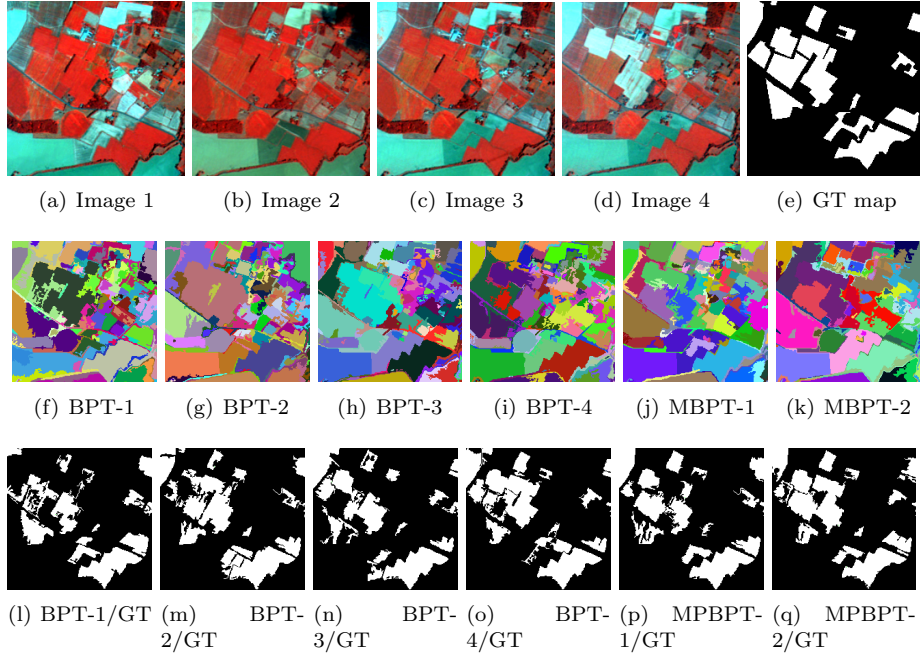 (a) Image 1 (b) Image 2 (c) Image 3 (d) Image 4 (e) GT map
(f) BPT-1 (g) BPT-2 (h) BPT-3 (i) BPT-4 (j) MBPT-1 (k) MBPT-2
(l) BPT-1/GT (m) BPT- (n) BPT- (o) BPT- (p) MPBPT- (q) MPBPT-
2/GT 3/GT 4/GT 1/GT 2/GT